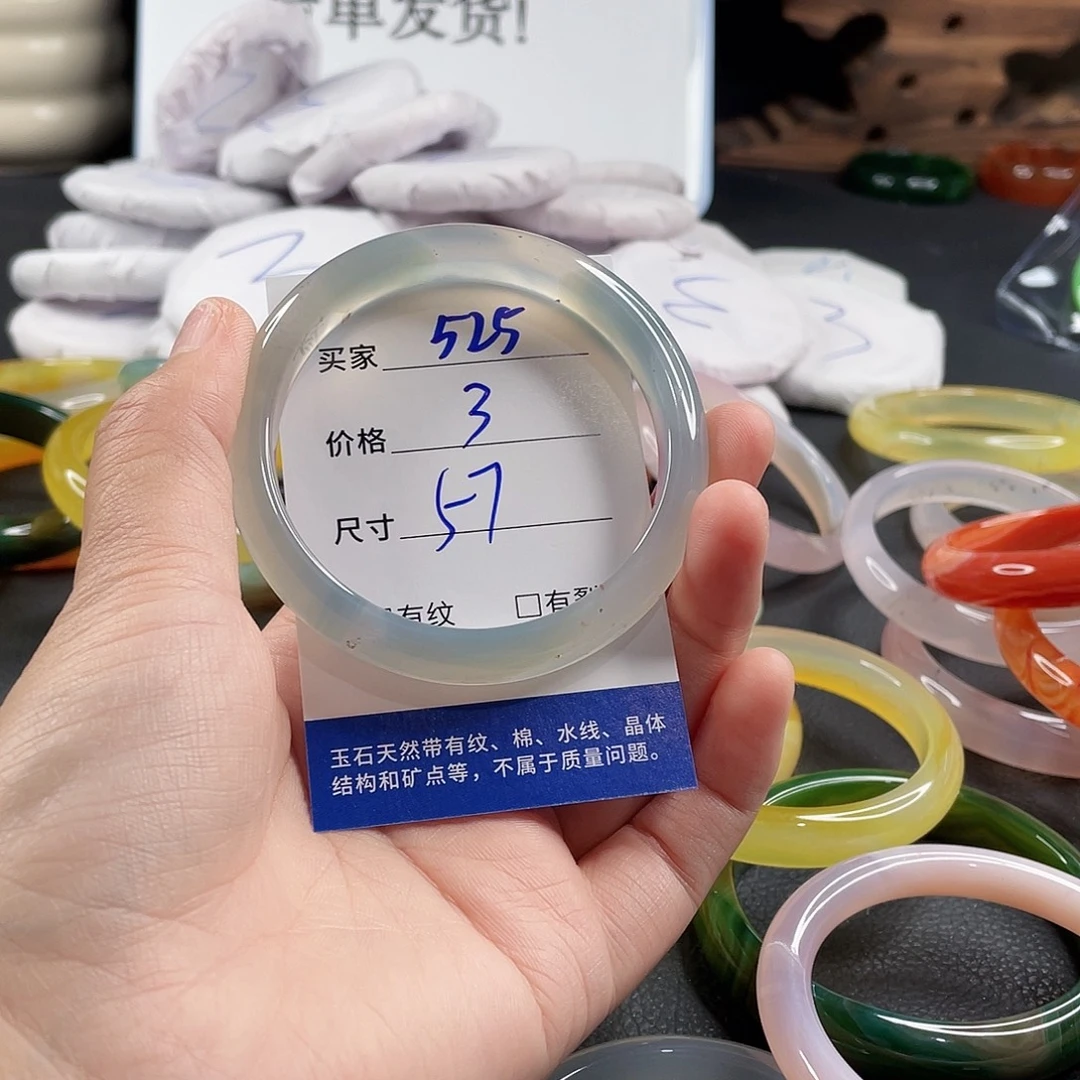 单发货!
买家 525
价格 3
尺寸 57
有纹 □有裂
玉石天然带有纹、棉、水线、晶体
结构和矿点等，不属于质量问题。